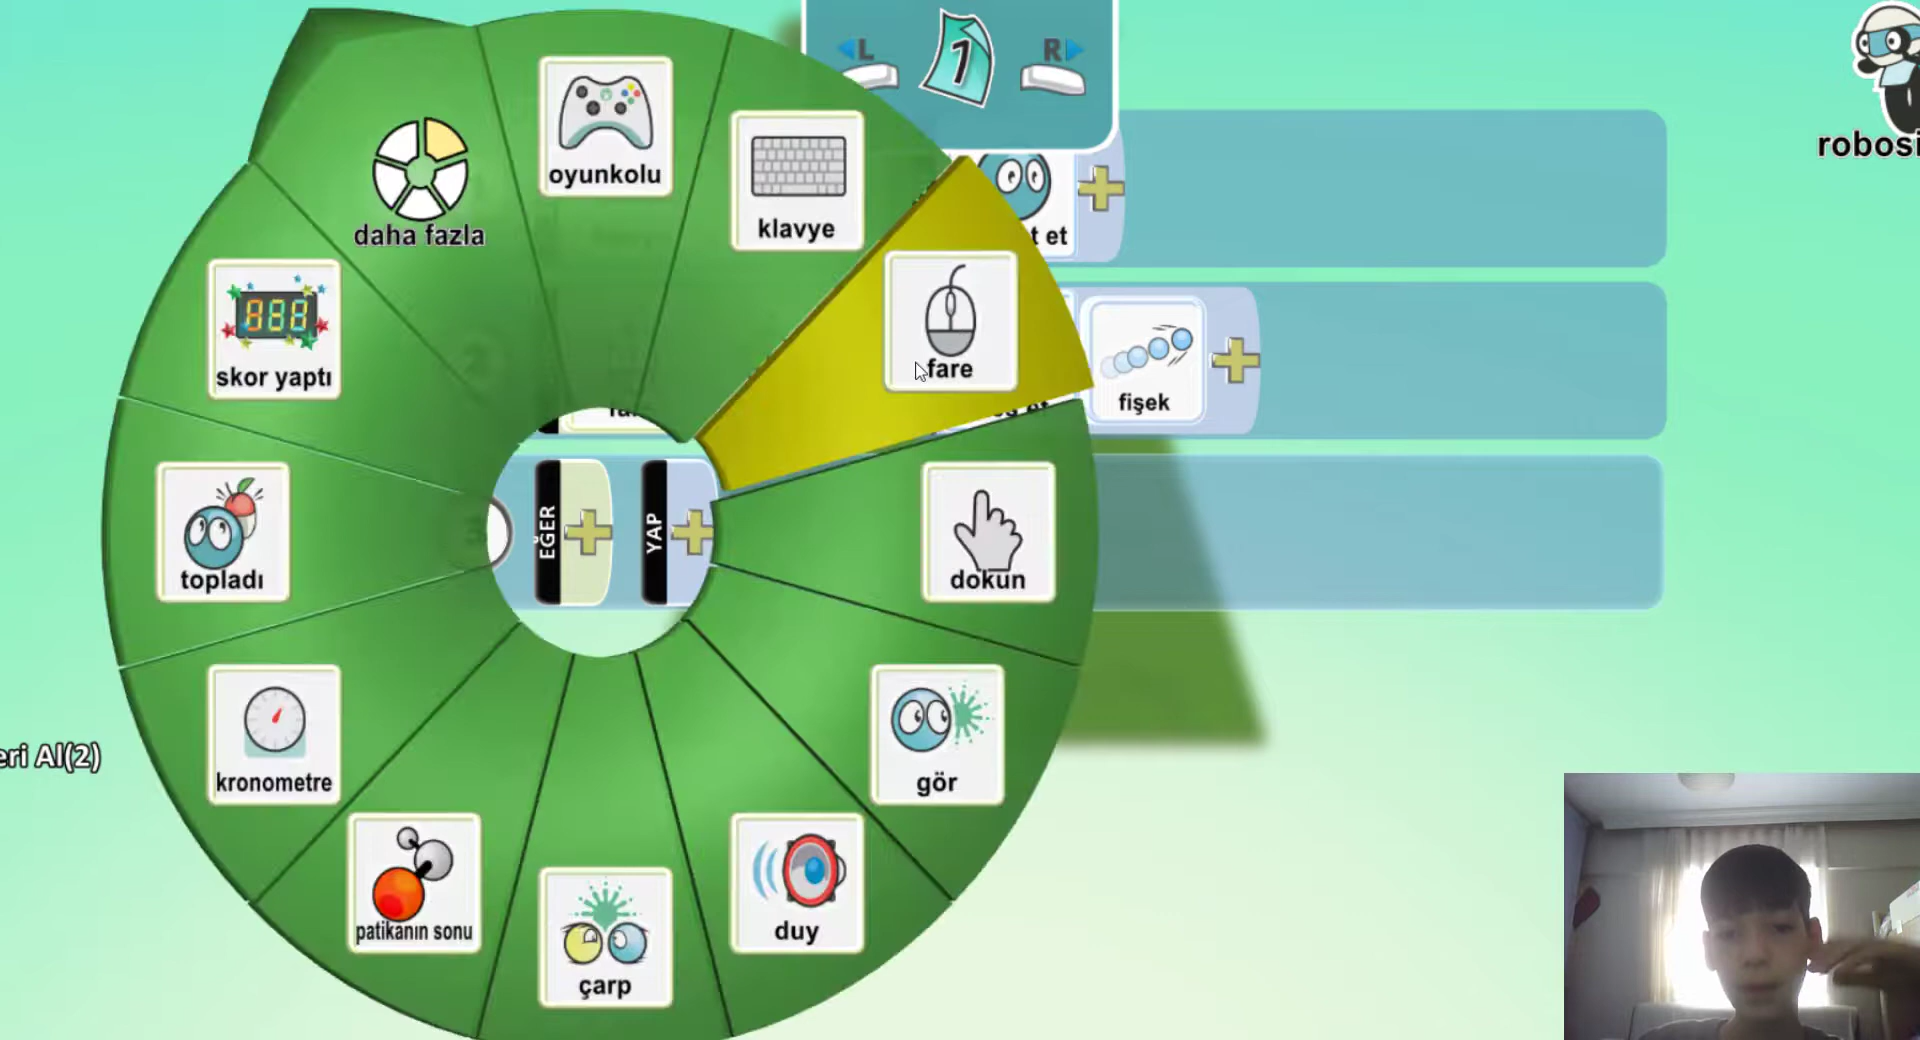 L 1 R
robosi
oyunkolu
klavye
daha fazla
t et
fare
skor yaptı
fişek
EĞER
YAP
3
topladı
dokun
eri Al(2)
kronometre
gör
patikanın sonu
duy
çarp